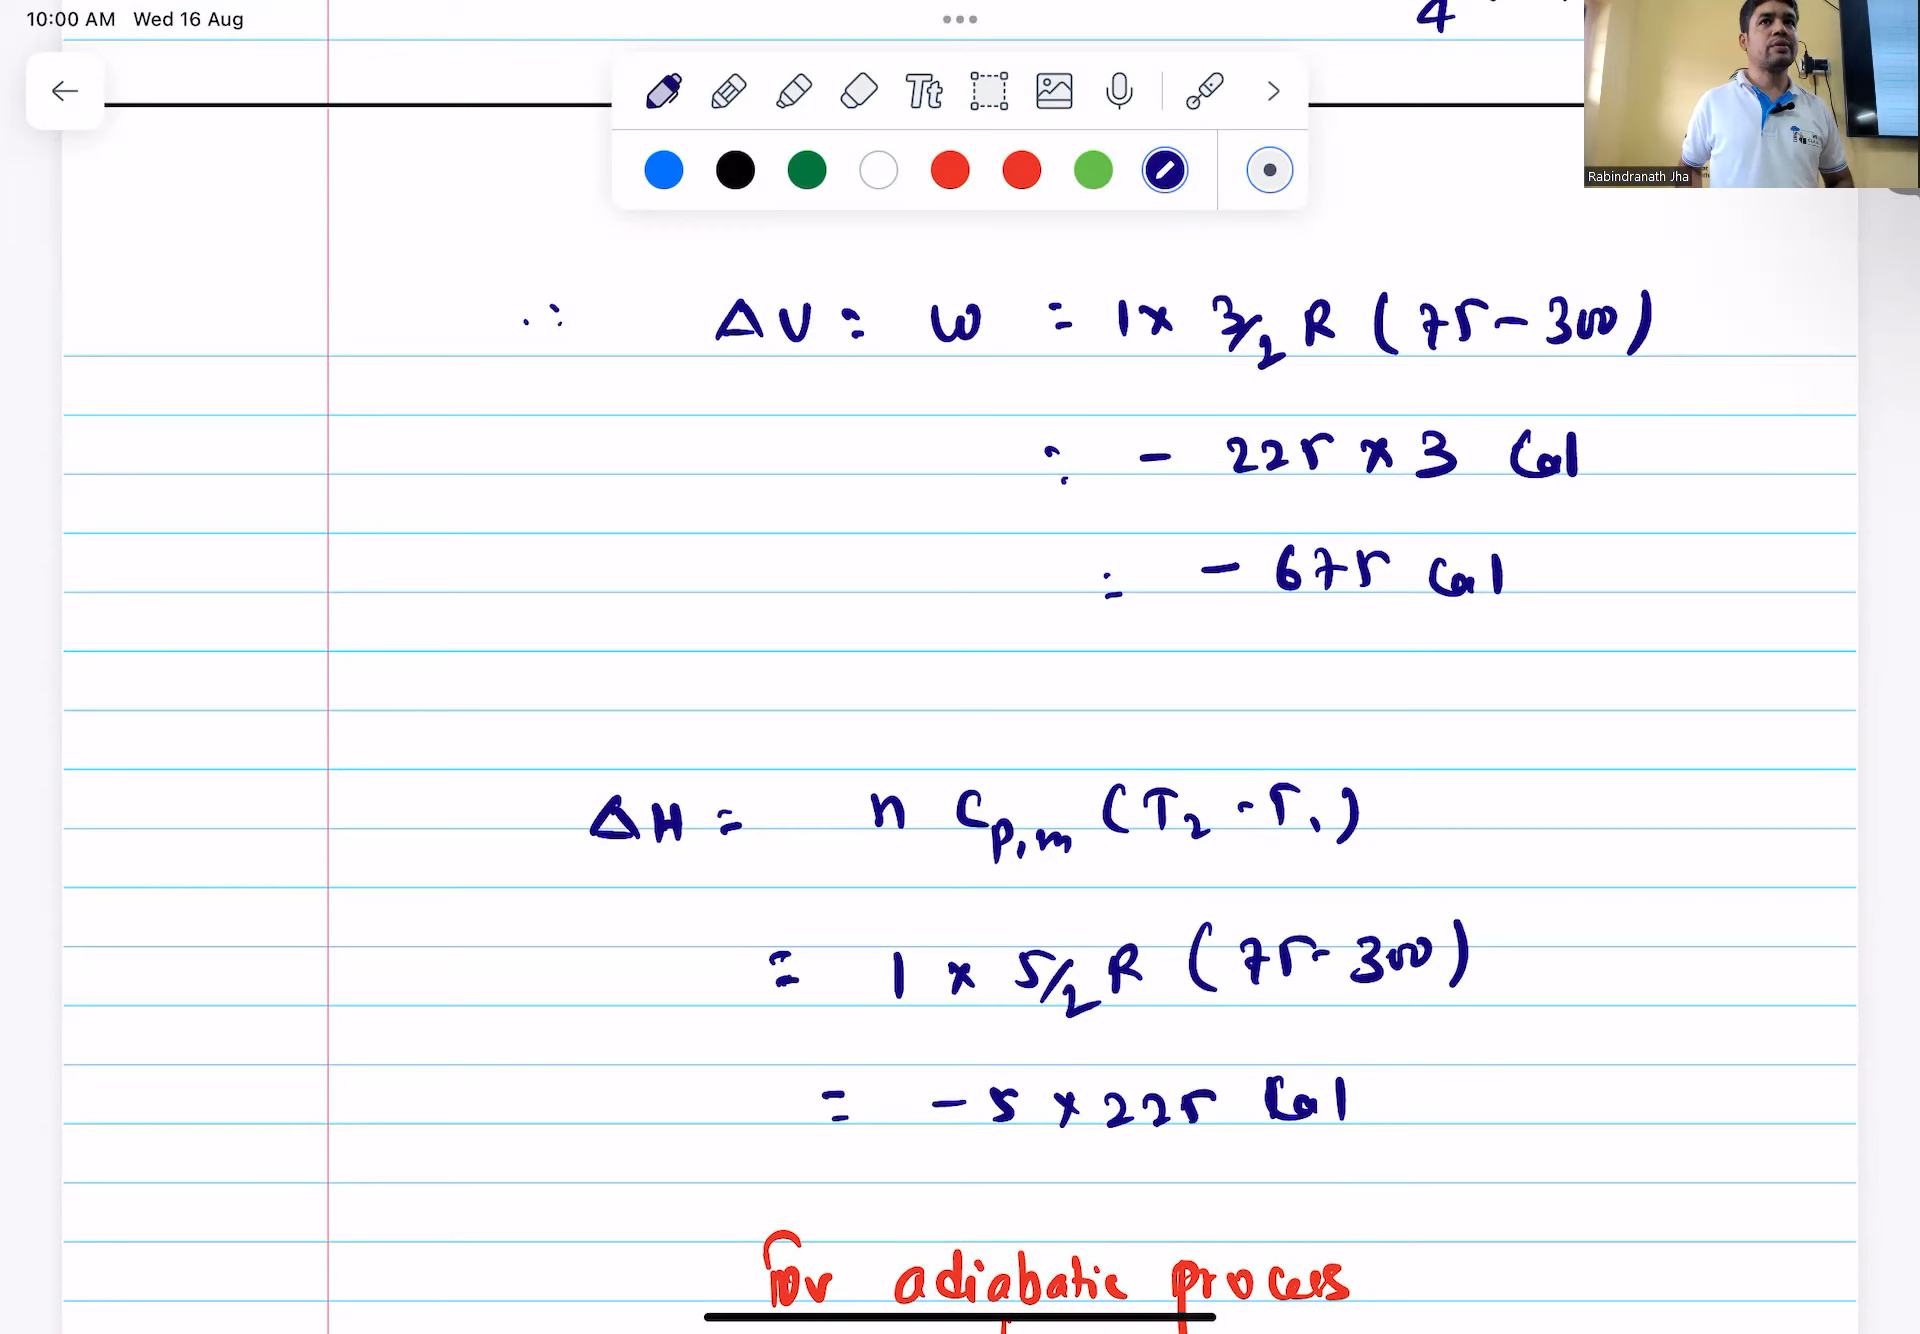 10:00 AM Wed 16 Aug
4
Tt
Rabindranath Jha
∴ ΔU = W = 1 × 3/2 R (75 - 300)
= - 225 × 3 Cal
= - 675 Cal
ΔH = n Cp,m (T2 - T1)
= 1 × 5/2 R (75 - 300)
= - 5 × 225 Cal
For adiabatic process